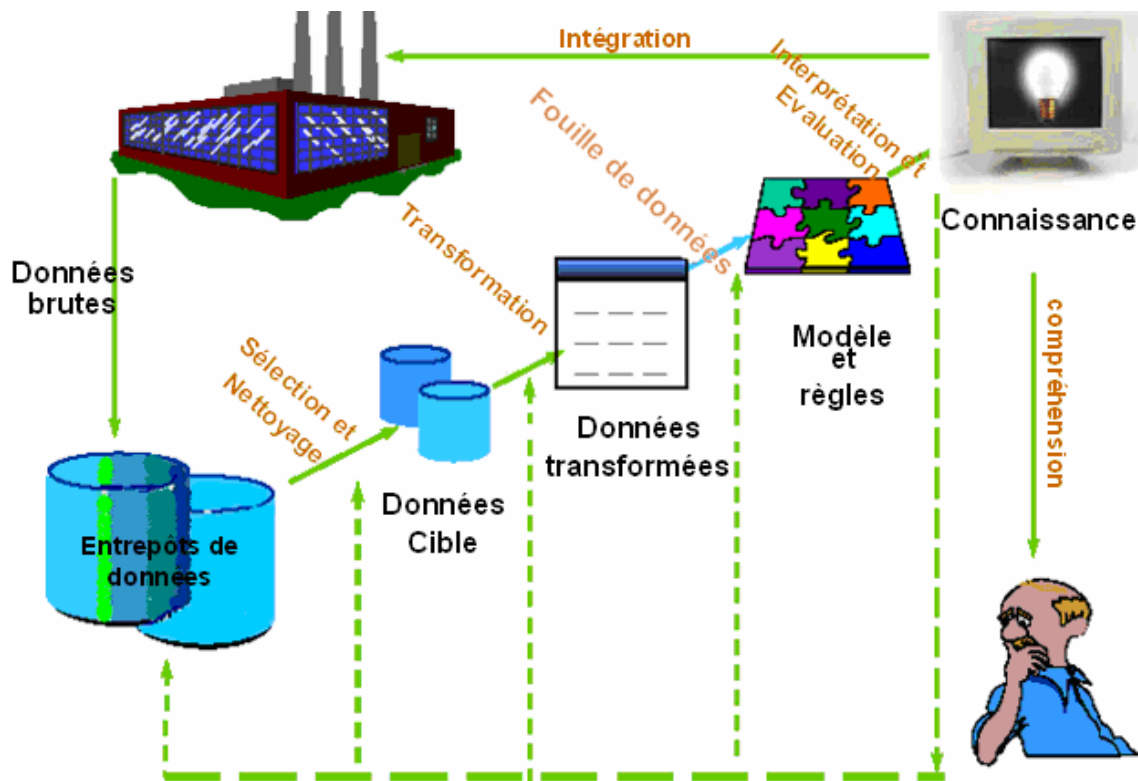 Intégration
Interprétation et
Evaluation
Fouille de données
Connaissance
Transformation
Données
brutes
Sélection et
Nettoyage
Modèle
et
règles
compréhension
Données
transformées
Données
Cible
Entrepôts de
données